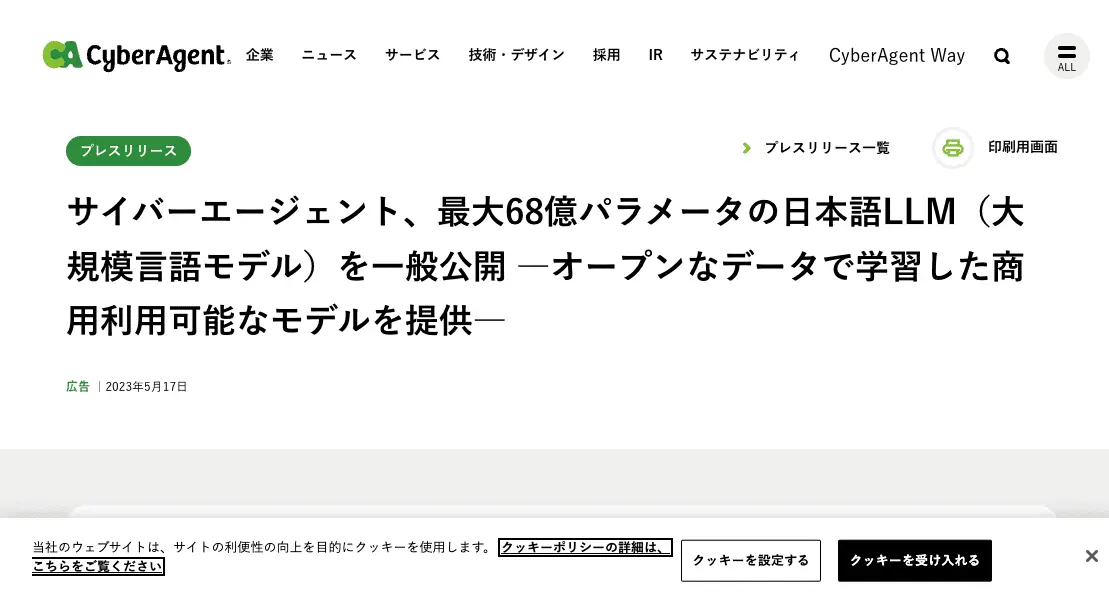 CyberAgent. 企業 ニュース サービス 技術・デザイン 採用 IR サステナビリティ CyberAgent Way
ALL
プレスリリース
プレスリリース一覧 印刷用画面
サイバーエージェント、最大68億パラメータの日本語LLM（大
規模言語モデル）を一般公開 ―オープンなデータで学習した商
用利用可能なモデルを提供―
広告 | 2023年5月17日
当社のウェブサイトは、サイトの利便性の向上を目的にクッキーを使用します。 クッキーポリシーの詳細は、
こちらをご覧ください
クッキーを設定する クッキーを受け入れる